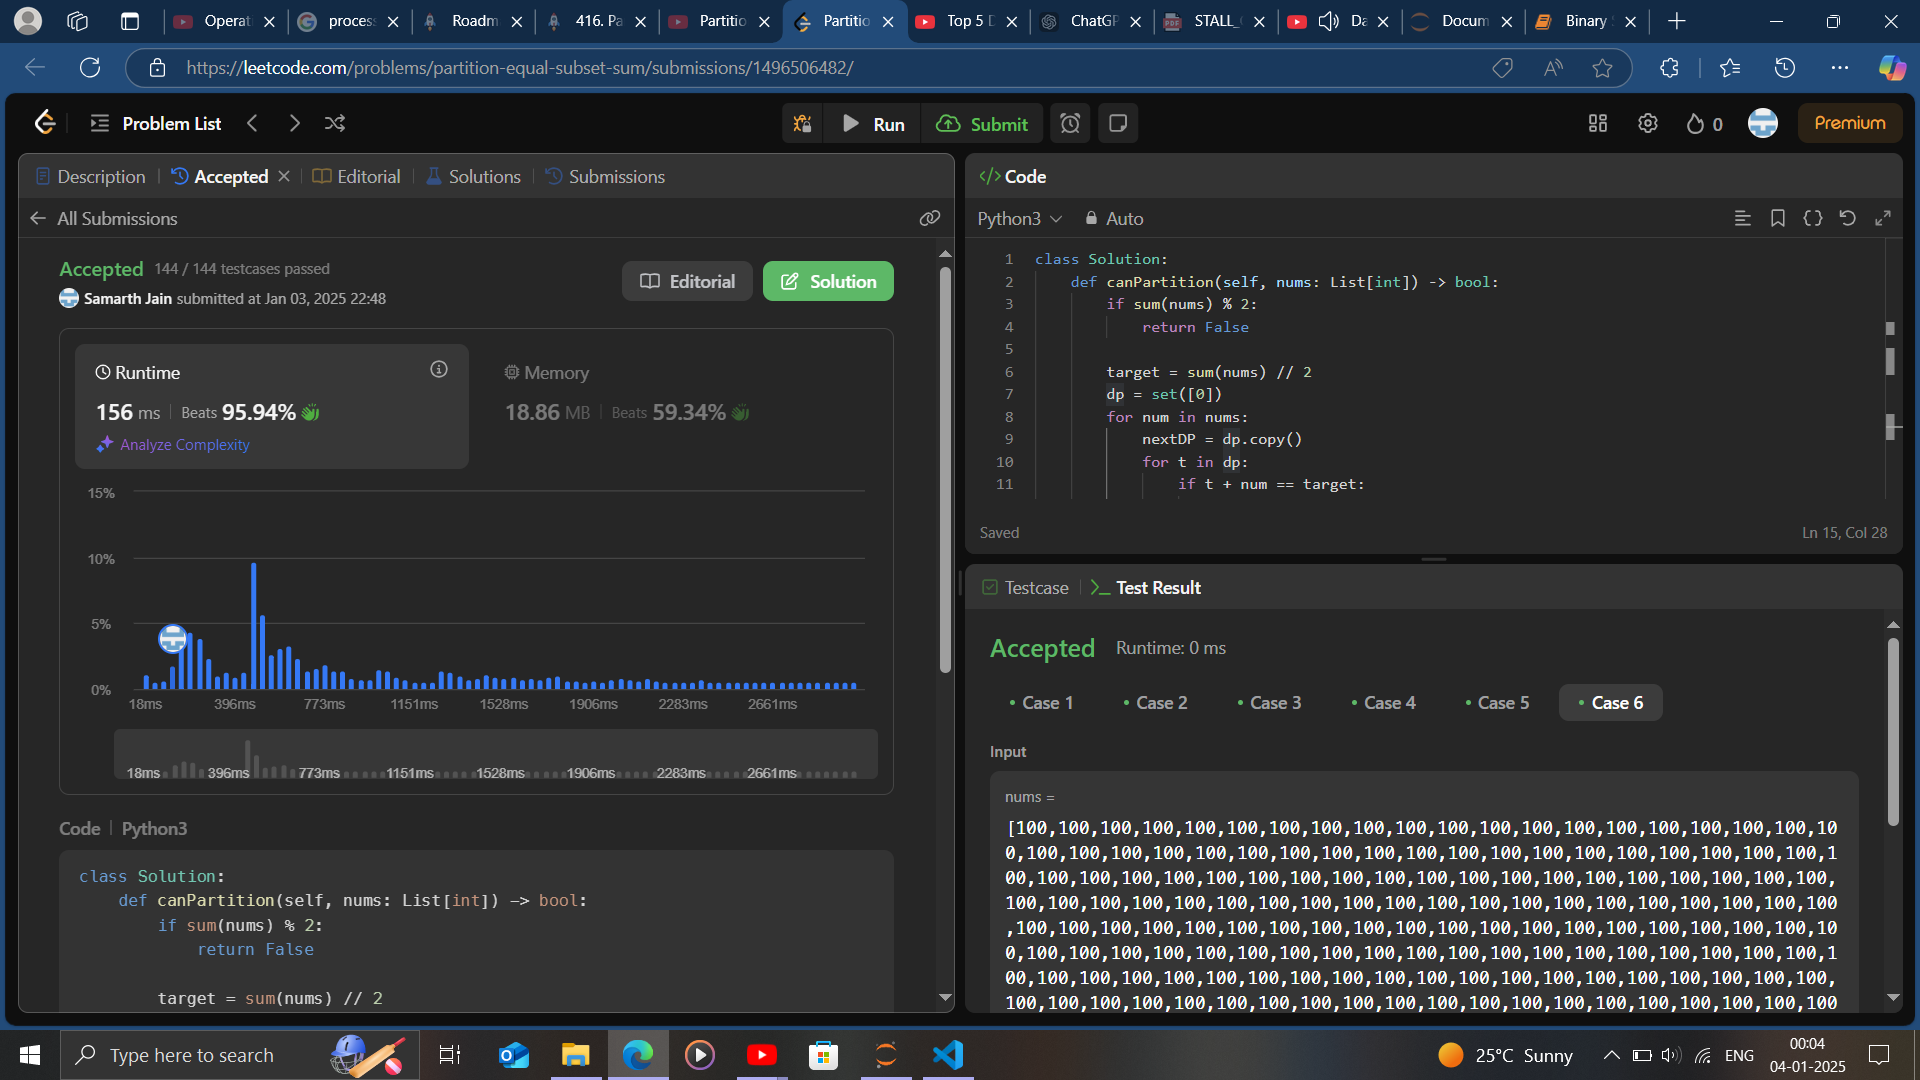 Operati
proces
Roadm
416. Pa
Partitio
Partitio
Top 5 D
ChatGP
STALL_
Da
Docum
Binary
https://leetcode.com/problems/partition-equal-subset-sum/submissions/1496506482/
Problem List
Run
Submit
0
Premium
Description
Accepted
Editorial
Solutions
Submissions
All Submissions
Accepted 144 / 144 testcases passed
Samarth Jain submitted at Jan 03, 2025 22:48
Editorial
Solution
Runtime
156 ms | Beats 95.94%
Analyze Complexity
Memory
18.86 MB | Beats 59.34%
15%
10%
5%
0%
18ms 396ms 773ms 1151ms 1528ms 1906ms 2283ms 2661ms
18ms 396ms 773ms 1151ms 1528ms 1906ms 2283ms 2661ms
Code | Python3
class Solution:
def canPartition(self, nums: List[int]) -> bool:
if sum(nums) % 2:
return False
target = sum(nums) // 2
</> Code
Python3
Auto
1 class Solution:
2 def canPartition(self, nums: List[int]) -> bool:
3 if sum(nums) % 2:
4 return False
5
6 target = sum(nums) // 2
7 dp = set([0])
8 for num in nums:
9 nextDP = dp.copy()
10 for t in dp:
11 if t + num == target:
Saved
Ln 15, Col 28
Testcase
Test Result
Accepted Runtime: 0 ms
Case 1
Case 2
Case 3
Case 4
Case 5
Case 6
Input
nums =
[100,100,100,100,100,100,100,100,100,100,100,100,100,100,100,100,100,100,100,10
0,100,100,100,100,100,100,100,100,100,100,100,100,100,100,100,100,100,100,100,1
00,100,100,100,100,100,100,100,100,100,100,100,100,100,100,100,100,100,100,100,
100,100,100,100,100,100,100,100,100,100,100,100,100,100,100,100,100,100,100,100
,100,100,100,100,100,100,100,100,100,100,100,100,100,100,100,100,100,100,100,10
0,100,100,100,100,100,100,100,100,100,100,100,100,100,100,100,100,100,100,100,1
00,100,100,100,100,100,100,100,100,100,100,100,100,100,100,100,100,100,100,100,
100,100,100,100,100,100,100,100,100,100,100,100,100,100,100,100,100,100,100,100
Type here to search
25°C Sunny
ENG
00:04
04-01-2025